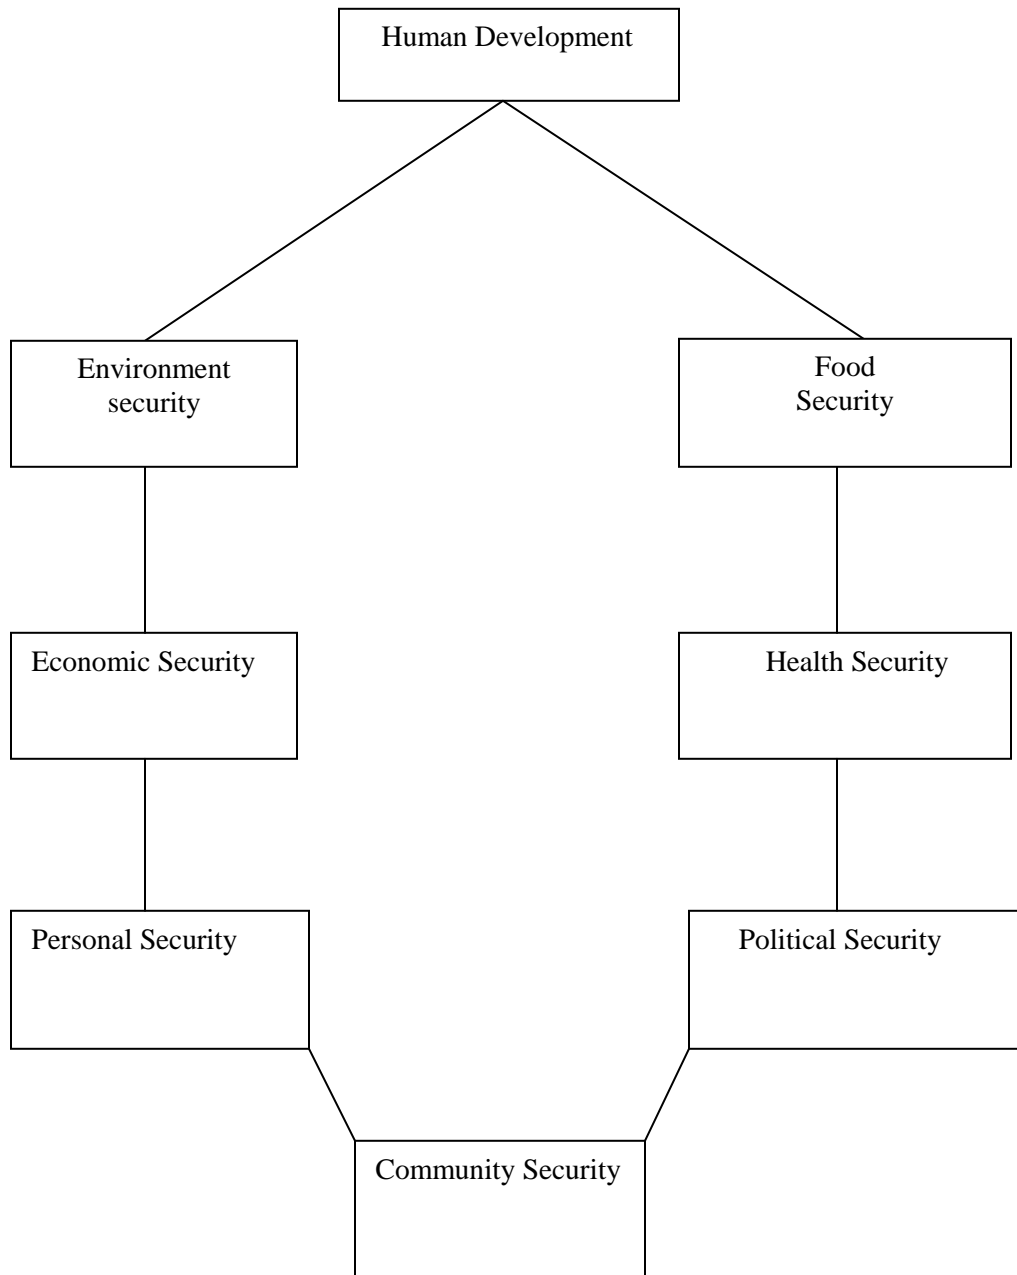 Human Development
Environment
security
Food
Security
Economic Security
Health Security
Personal Security
Political Security
Community Security